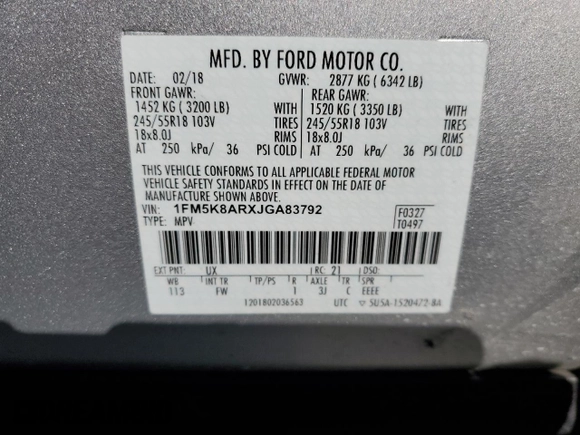 MFD. BY FORD MOTOR CO.
DATE: 02/18 GVWR: 2877 KG ( 6342 LB)
FRONT GAWR: REAR GAWR:
1452 KG ( 3200 LB) WITH 1520 KG ( 3350 LB) WITH
245/55R18 103V TIRES 245/55R18 103V TIRES
18x8.0J RIMS 18x8.0J RIMS
AT 250 kPa/ 36 PSI COLD AT 250 kPa/ 36 PSI COLD
THIS VEHICLE CONFORMS TO ALL APPLICABLE FEDERAL MOTOR
VEHICLE SAFETY STANDARDS IN EFFECT ON THE DATE OF
MANUFACTURE SHOWN ABOVE.
VIN: 1FM5K8ARXJGA83792 F0327
TYPE: MPV T0497
EXT PNT: UX RC: 21 DSO:
WB INT TR TP/PS R AXLE TR SPR
113 FW 1 3J C EEEE
1201802036563 UTC ▽ SU5A-1520472-BA